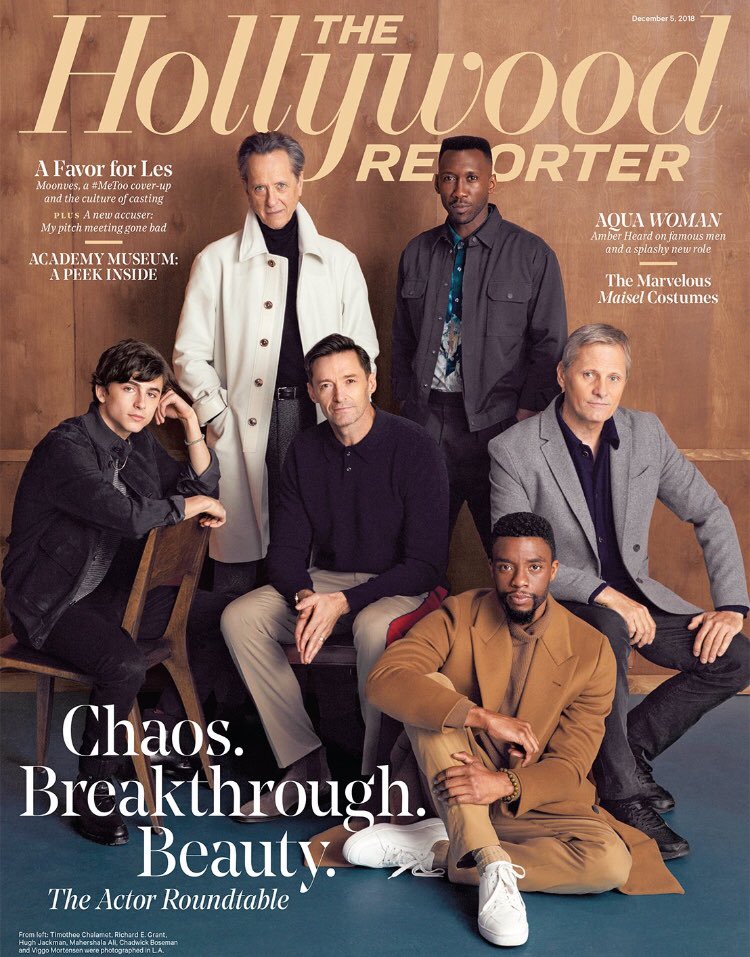 December 5, 2018
THE
Hollywood
REPORTER
A Favor for Les
Moonves, a #MeToo cover-up
and the culture of casting
PLUS A new accuser:
My pitch meeting gone bad
ACADEMY MUSEUM:
A PEEK INSIDE
AQUA WOMAN
Amber Heard on famous men
and a splashy new role
The Marvelous
Maisel Costumes
Chaos.
Breakthrough.
Beauty.
The Actor Roundtable
From left: Timothee Chalamet, Richard E. Grant,
Hugh Jackman, Mahershala Ali, Chadwick Boseman
and Viggo Mortensen were photographed in L.A.